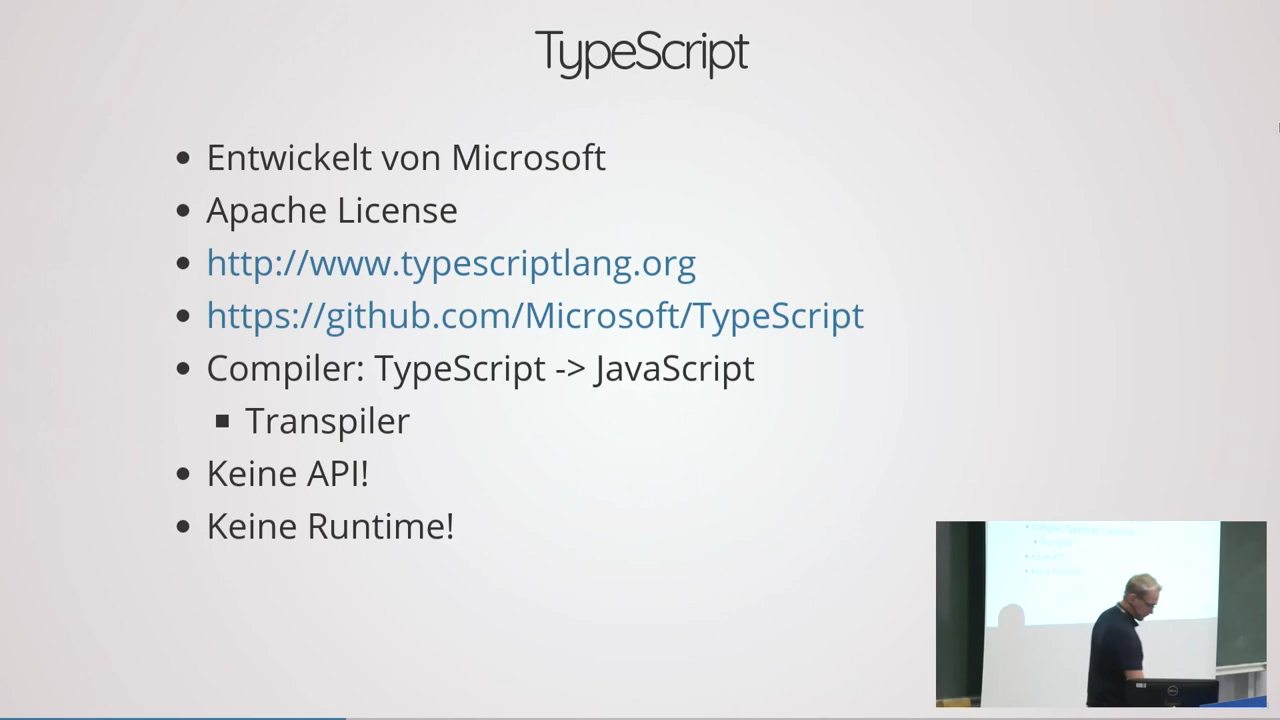 TypeScript
Entwickelt von Microsoft
Apache License
http://www.typescriptlang.org
https://github.com/Microsoft/TypeScript
Compiler: TypeScript -> JavaScript
Transpiler
Keine API!
Keine Runtime!